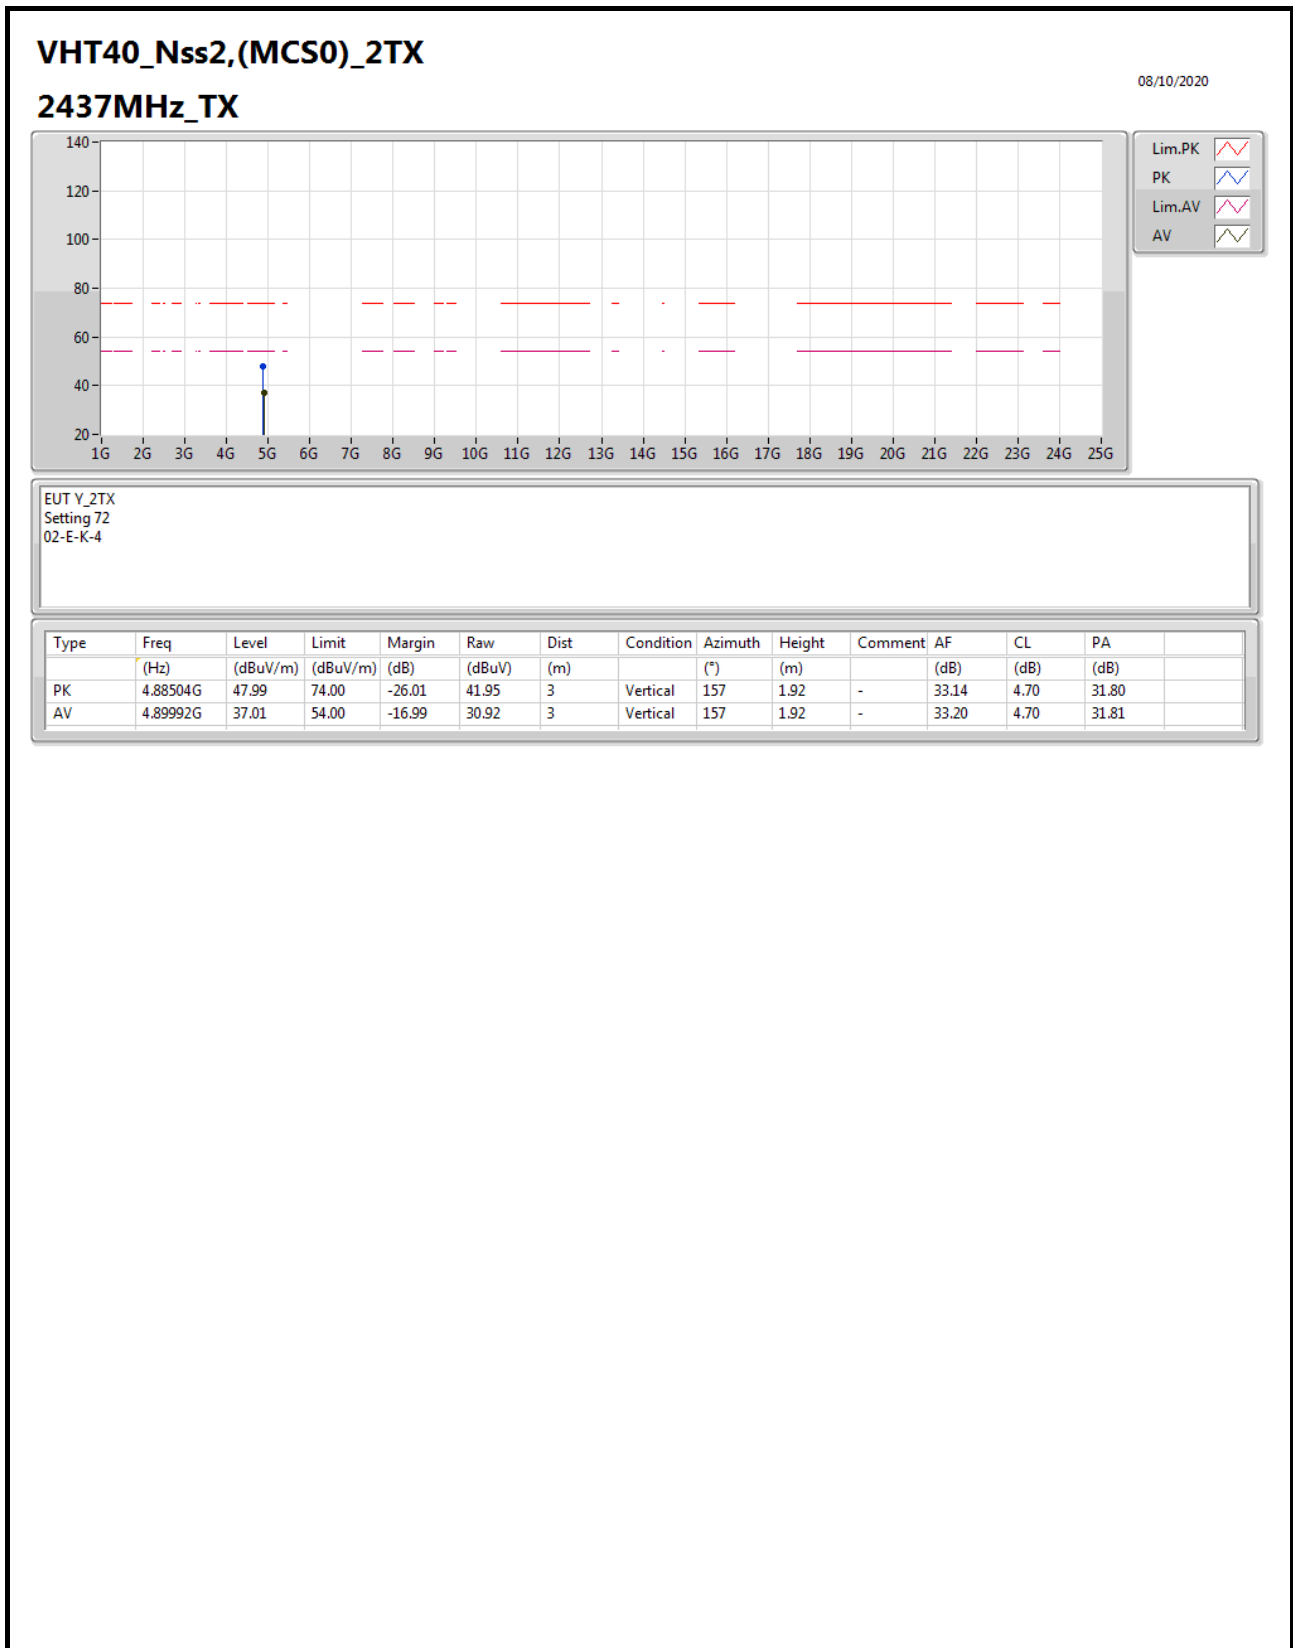 VHT40_Nss2,(MCS0)_2TX
08/10/2020
2437MHz_TX
140
120
100
80
60
40
20
1G 2G 3G 4G 5G 6G 7G 8G 9G 10G 11G 12G 13G 14G 15G 16G 17G 18G 19G 20G 21G 22G 23G 24G 25G
Lim.PK
PK
Lim.AV
AV
EUT Y_2TX
Setting 72
02-E-K-4
Type Freq Level Limit Margin Raw Dist Condition Azimuth Height Comment AF CL PA
(Hz) (dBuV/m) (dBuV/m) (dB) (dBuV) (m) (°) (m) (dB) (dB) (dB)
PK 4.88504G 47.99 74.00 -26.01 41.95 3 Vertical 157 1.92 - 33.14 4.70 31.80
AV 4.89992G 37.01 54.00 -16.99 30.92 3 Vertical 157 1.92 - 33.20 4.70 31.81